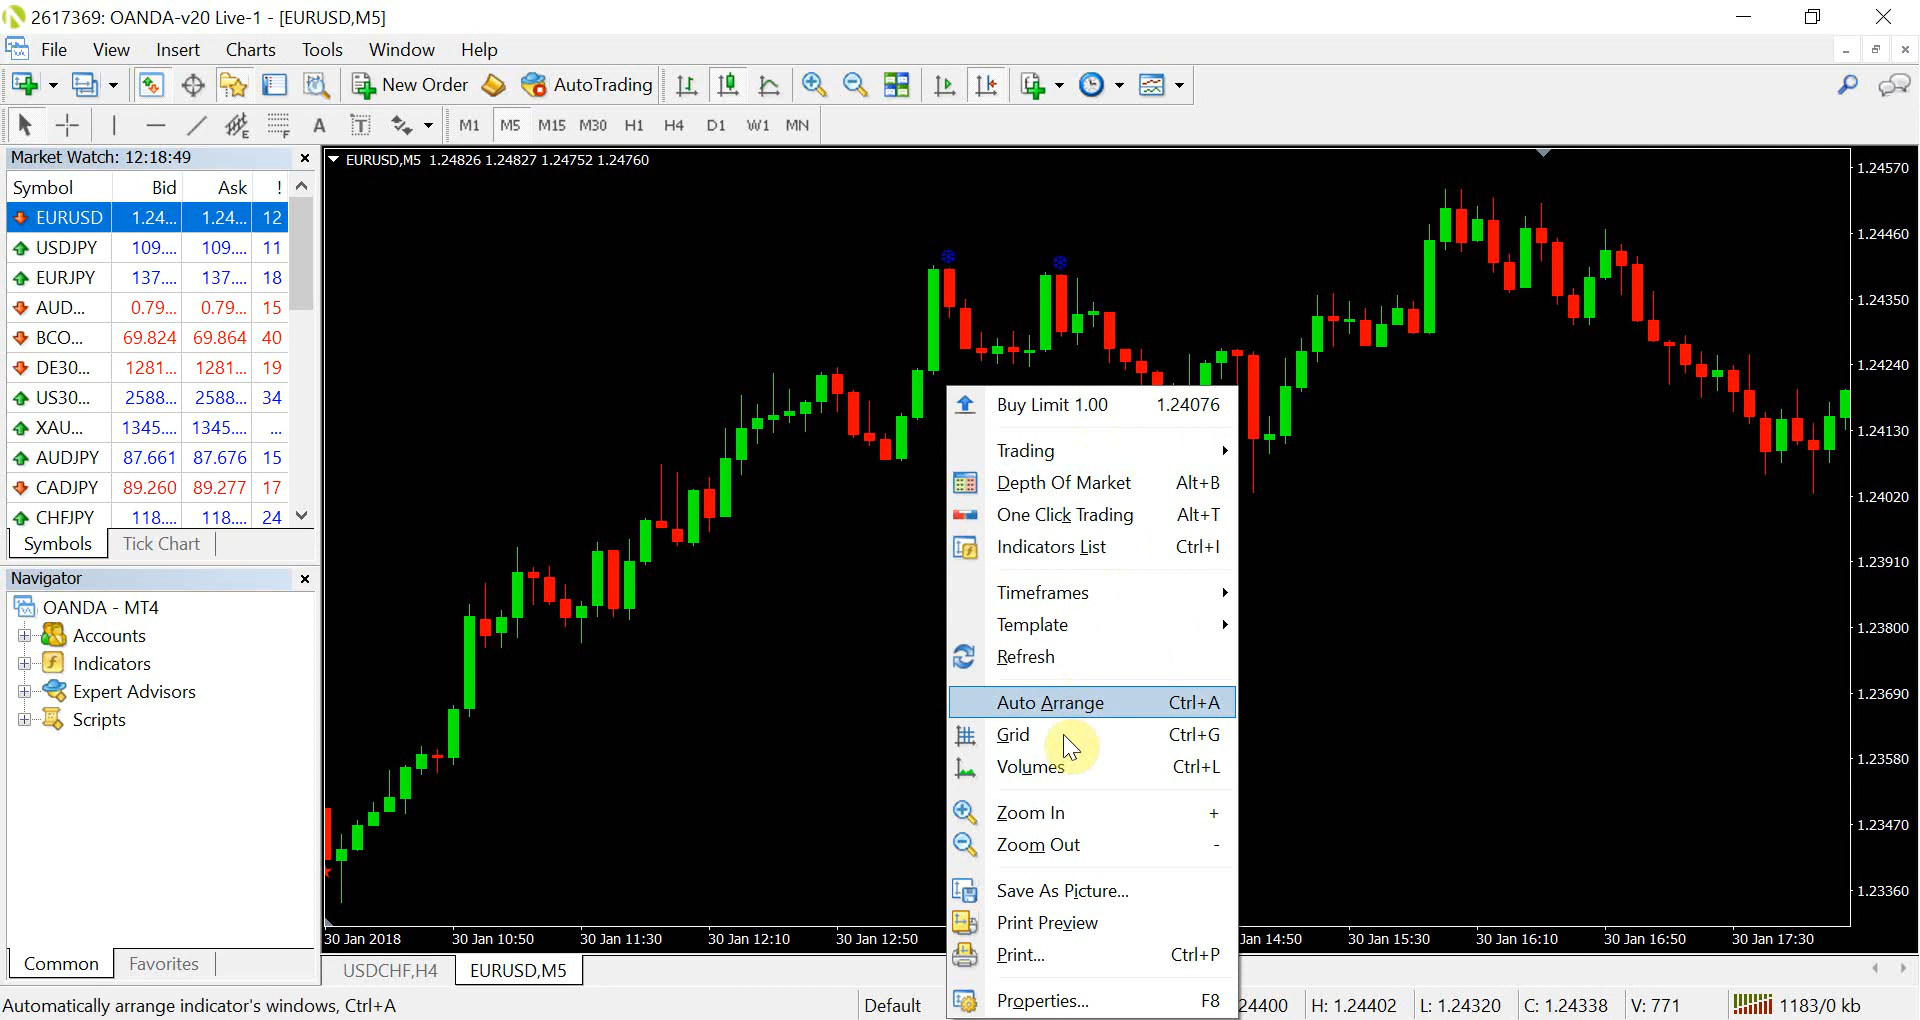 2617369: OANDA-v20 Live-1 - [EURUSD,M5]
File View Insert Charts Tools Window Help
New Order AutoTrading
A T M1 M5 M15 M30 H1 H4 D1 W1 MN
Market Watch: 12:18:49
Symbol Bid Ask !
EURUSD 1.24... 1.24... 12
USDJPY 109.... 109.... 11
EURJPY 137.... 137.... 18
AUD... 0.79... 0.79... 15
BCO... 69.824 69.864 40
DE30... 1281... 1281... 19
US30... 2588... 2588... 34
XAU... 1345.... 1345.... ...
AUDJPY 87.661 87.676 15
CADJPY 89.260 89.277 17
CHFJPY 118.... 118.... 24
Symbols Tick Chart
Navigator
OANDA - MT4
Accounts
Indicators
Expert Advisors
Scripts
Common Favorites
EURUSD,M5 1.24826 1.24827 1.24752 1.24760
1.24570
1.24460
1.24350
1.24240
1.24130
1.24020
1.23910
1.23800
1.23690
1.23580
1.23470
1.23360
Buy Limit 1.00 1.24076
Trading
Depth Of Market Alt+B
One Click Trading Alt+T
Indicators List Ctrl+I
Timeframes
Template
Refresh
Auto Arrange Ctrl+A
Grid Ctrl+G
Volumes Ctrl+L
Zoom In +
Zoom Out -
Save As Picture...
Print Preview
Print... Ctrl+P
Properties... F8
30 Jan 2018 30 Jan 10:50 30 Jan 11:30 30 Jan 12:10 30 Jan 12:50 Jan 14:50 30 Jan 15:30 30 Jan 16:10 30 Jan 16:50 30 Jan 17:30
USDCHF,H4 EURUSD,M5
Automatically arrange indicator's windows, Ctrl+A Default 24400 H: 1.24402 L: 1.24320 C: 1.24338 V: 771 1183/0 kb